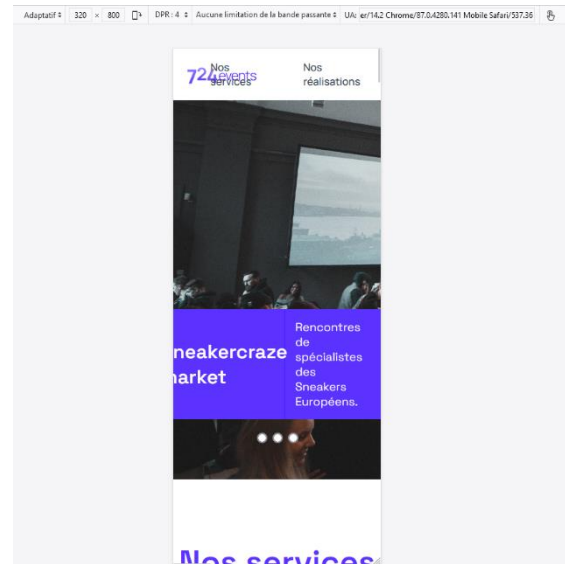 Adaptatif 320 × 800 DPR : 4 Aucune limitation de la bande passante UA: er/14.2 Chrome/87.0.4280.141 Mobile Safari/537.36
724events
Nos
services
Nos
réalisations
neakercraze
arket
Rencontres
de
spécialistes
des
Sneakers
Européens.
Nos services